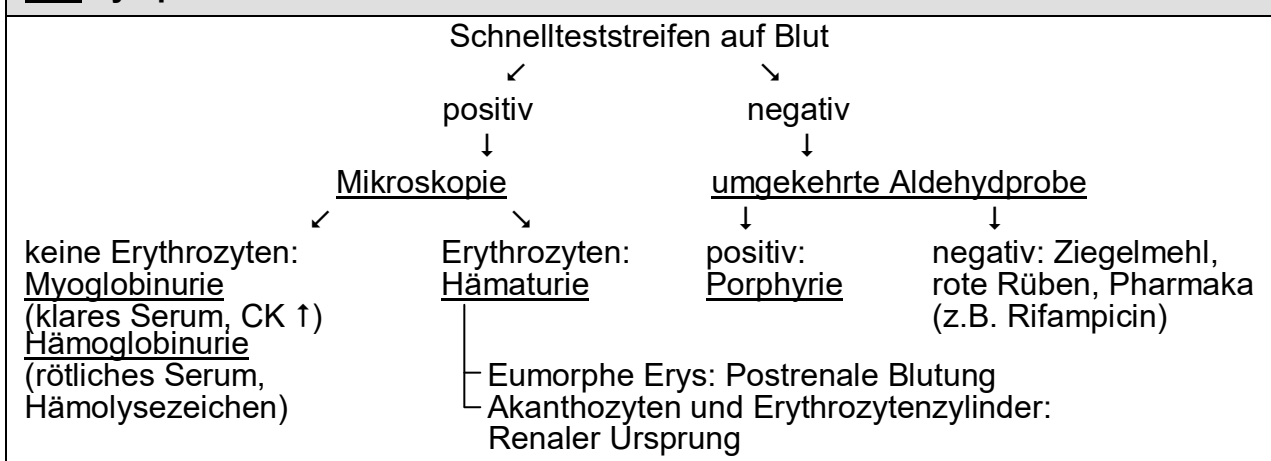 Schnellteststreifen auf Blut
↙ ↘
positiv negativ
↓ ↓
Mikroskopie umgekehrte Aldehydprobe
↙ ↘ ↓ ↓
keine Erythrozyten: Erythrozyten: positiv: negativ: Ziegelmehl,
Myoglobinurie Hämaturie Porphyrie rote Rüben, Pharmaka
(klares Serum, CK ↑) (z.B. Rifampicin)
Hämoglobinurie
(rötliches Serum, Eumorphe Erys: Postrenale Blutung
Hämolysezeichen) Akanthozyten und Erythrozytenzylinder:
Renaler Ursprung